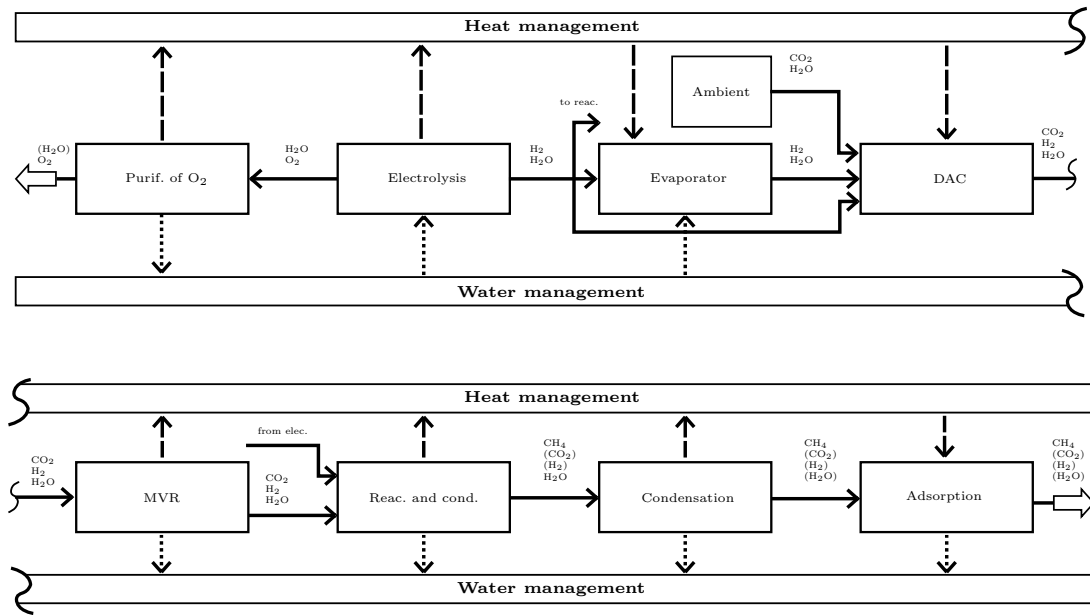 Heat management
CO₂
H₂O
Ambient
to reac.
(H₂O)
O₂
Purif. of O₂
H₂O
O₂
Electrolysis
H₂
H₂O
Evaporator
H₂
H₂O
DAC
CO₂
H₂
H₂O
Water management
Heat management
CO₂
H₂
H₂O
MVR
from elec.
CO₂
H₂
H₂O
Reac. and cond.
CH₄
(CO₂)
(H₂)
H₂O
Condensation
CH₄
(CO₂)
(H₂)
(H₂O)
Adsorption
CH₄
(CO₂)
(H₂)
(H₂O)
Water management